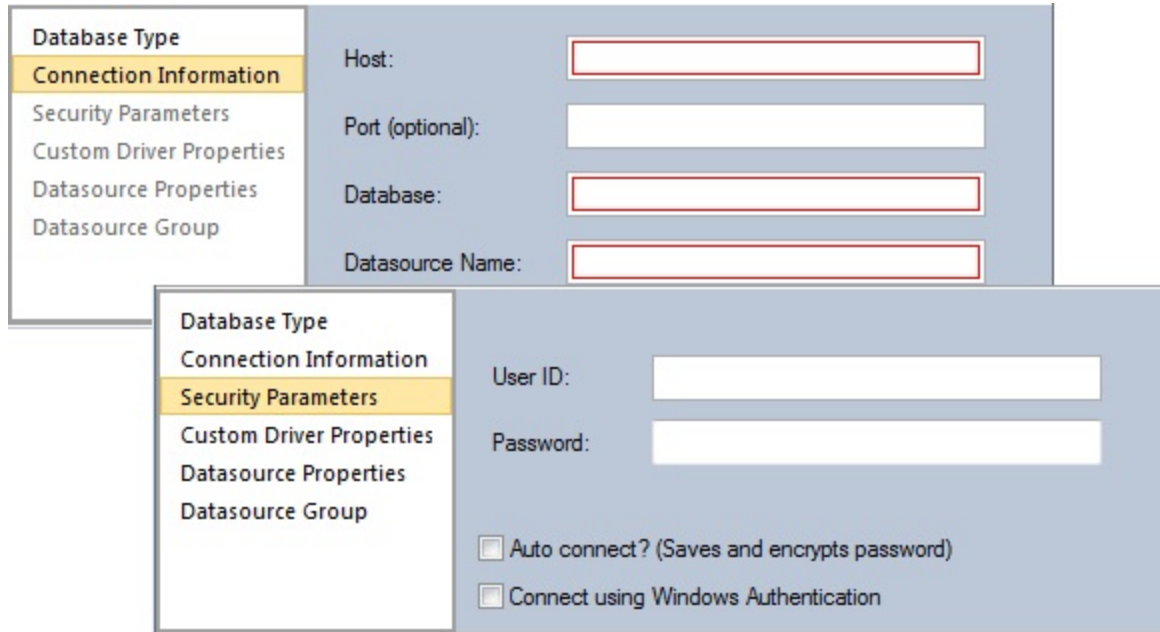 Database Type
Connection Information
Security Parameters
Custom Driver Properties
Datasource Properties
Datasource Group
Host:
Port (optional):
Database:
Datasource Name:
Database Type
Connection Information
Security Parameters
Custom Driver Properties
Datasource Properties
Datasource Group
User ID:
Password:
Auto connect? (Saves and encrypts password)
Connect using Windows Authentication